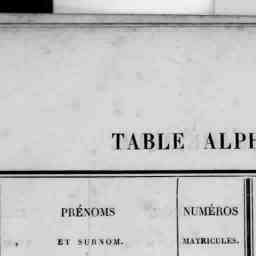 TABLE ALPH
PRÉNOMS NUMÉROS
ET SURNOM. MATRICULES.